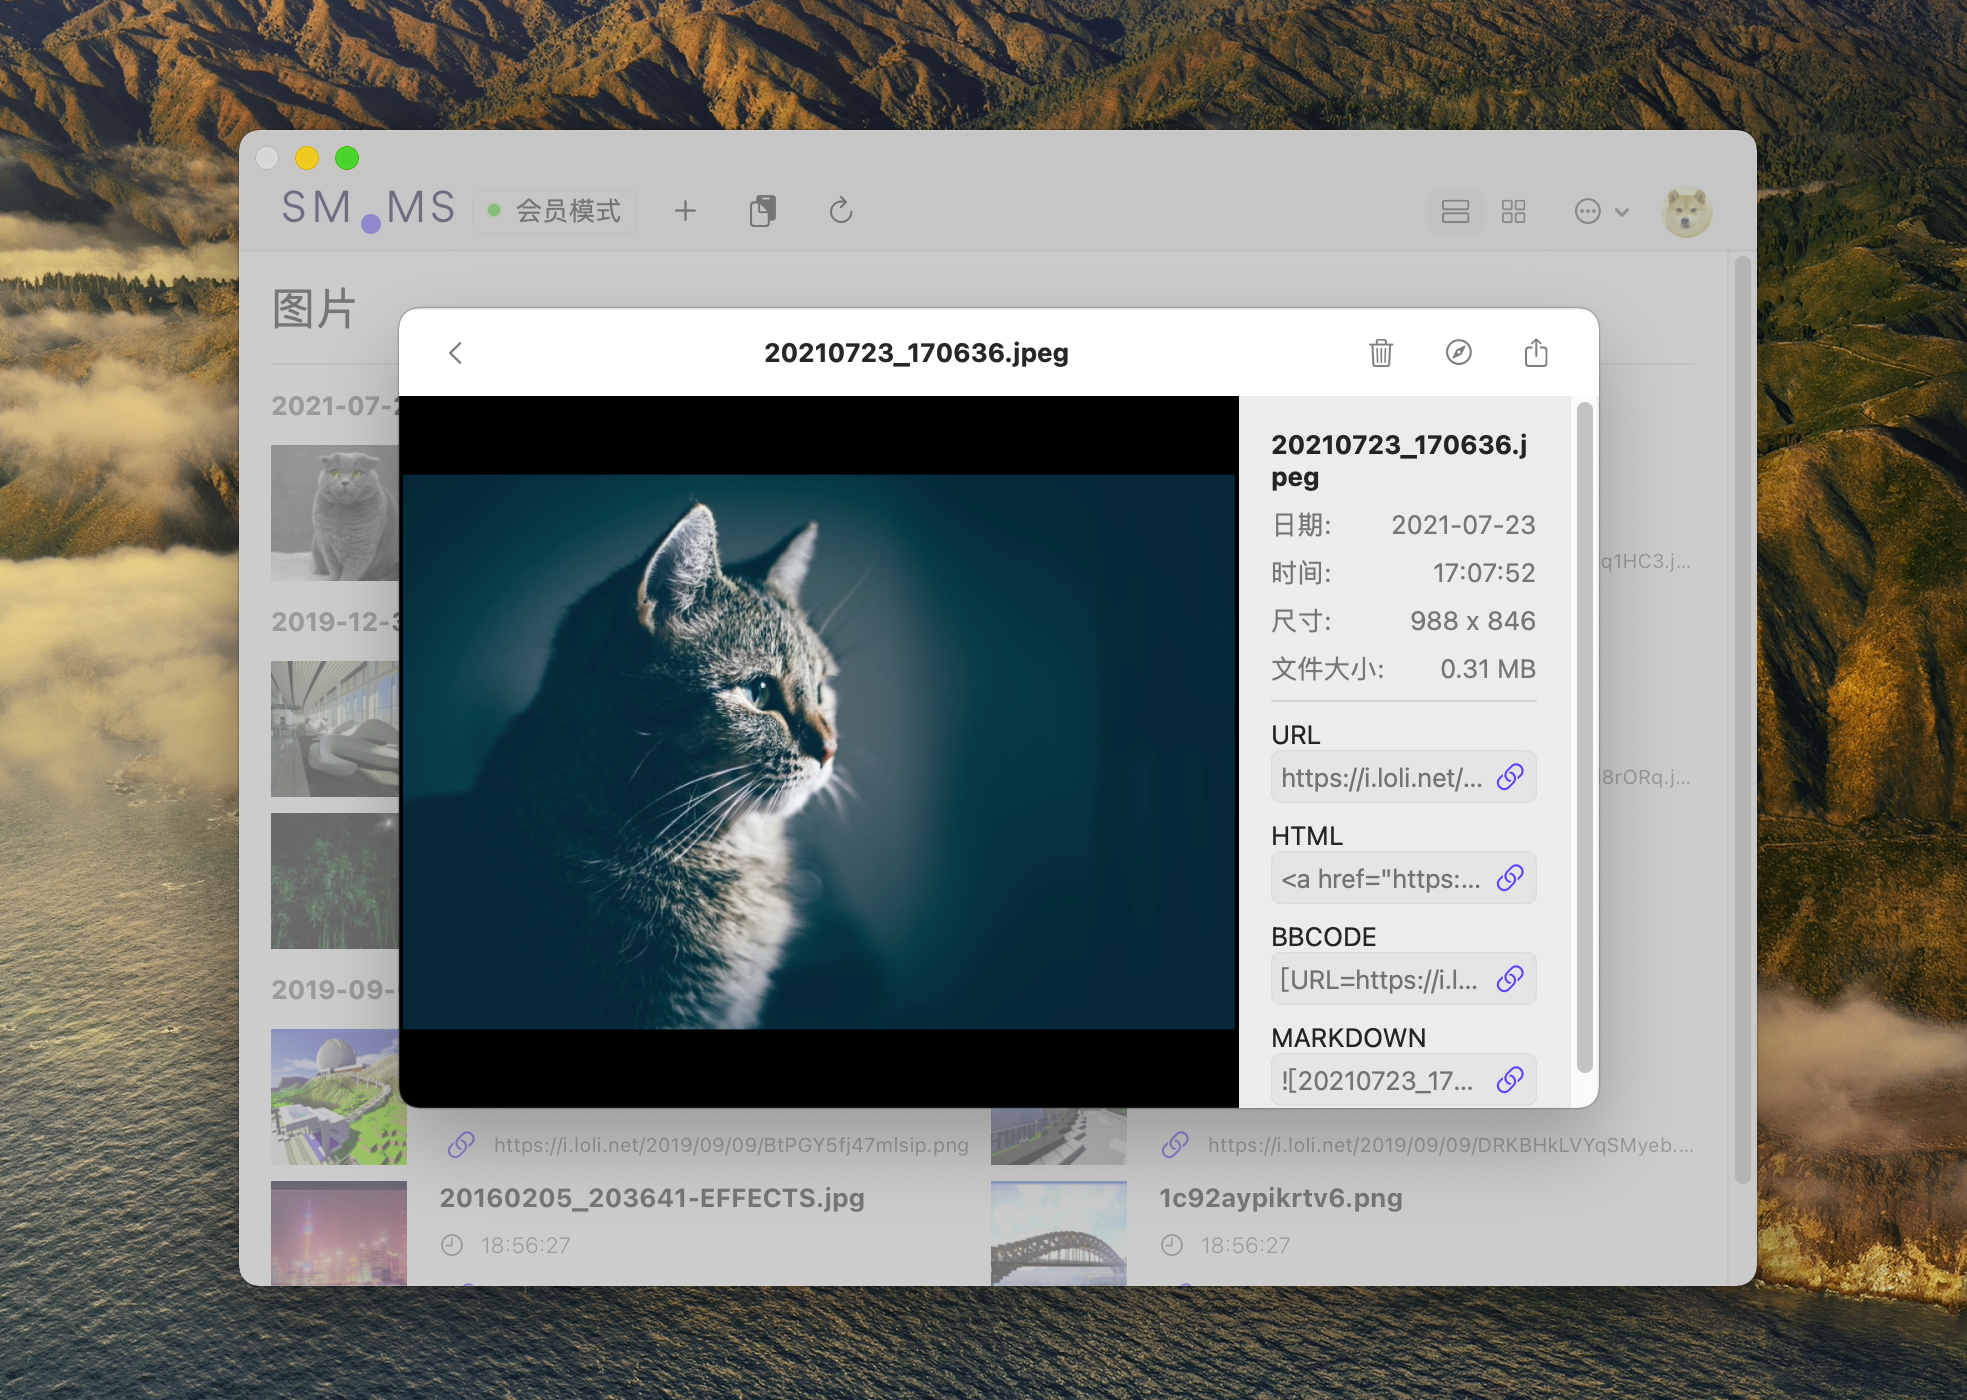 SM.MS
会员模式
图片
20210723_170636.jpeg
2021-07-2
20210723_170636.j
peg
日期: 2021-07-23
时间: 17:07:52
尺寸: 988 x 846
文件大小: 0.31 MB
URL
https://i.loli.net/...
HTML
<a href="https:...
BBCODE
[URL=https://i.l...
MARKDOWN
![20210723_17...
q1HC3.j...
2019-12-3
8rORq.j...
2019-09-
https://i.loli.net/2019/09/09/BtPGY5fj47mlsip.png
https://i.loli.net/2019/09/09/DRKBHkLVYqSMyeb....
20160205_203641-EFFECTS.jpg
18:56:27
1c92aypikrtv6.png
18:56:27